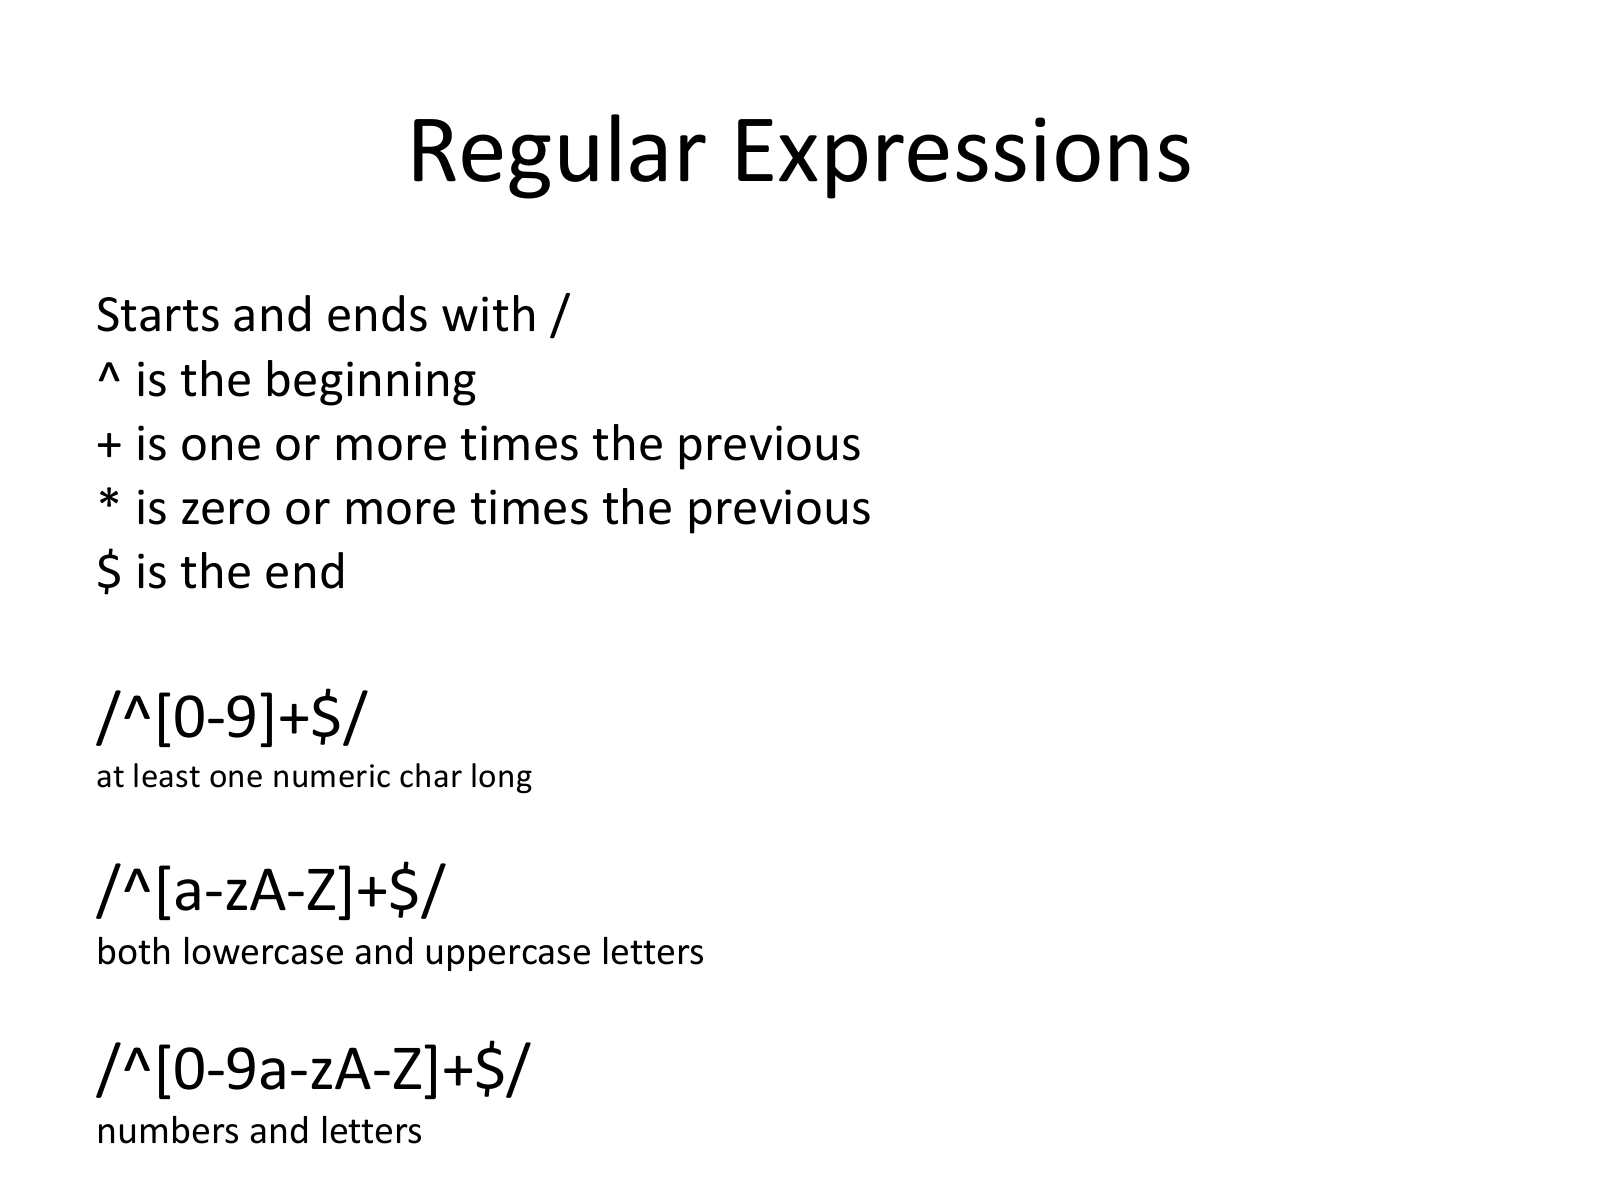 Regular Expressions
Starts and ends with /
^ is the beginning
+ is one or more times the previous
* is zero or more times the previous
$ is the end
/^[0-9]+$/
at least one numeric char long
/^[a-zA-Z]+$/
both lowercase and uppercase letters
/^[0-9a-zA-Z]+$/
numbers and letters